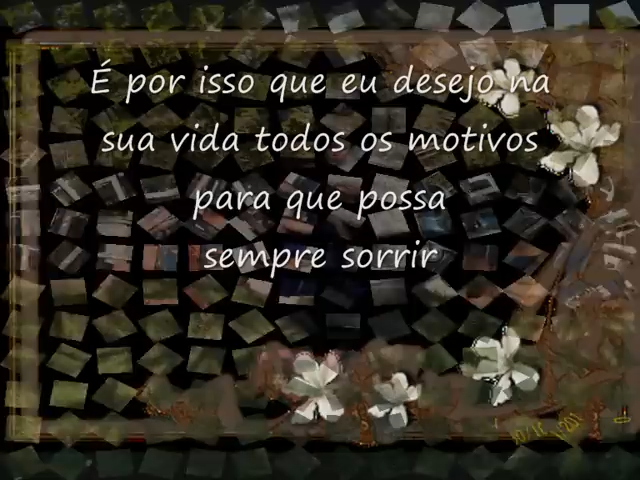 É por isso que eu desejo na
sua vida todos os motivos
para que possa
sempre sorrir